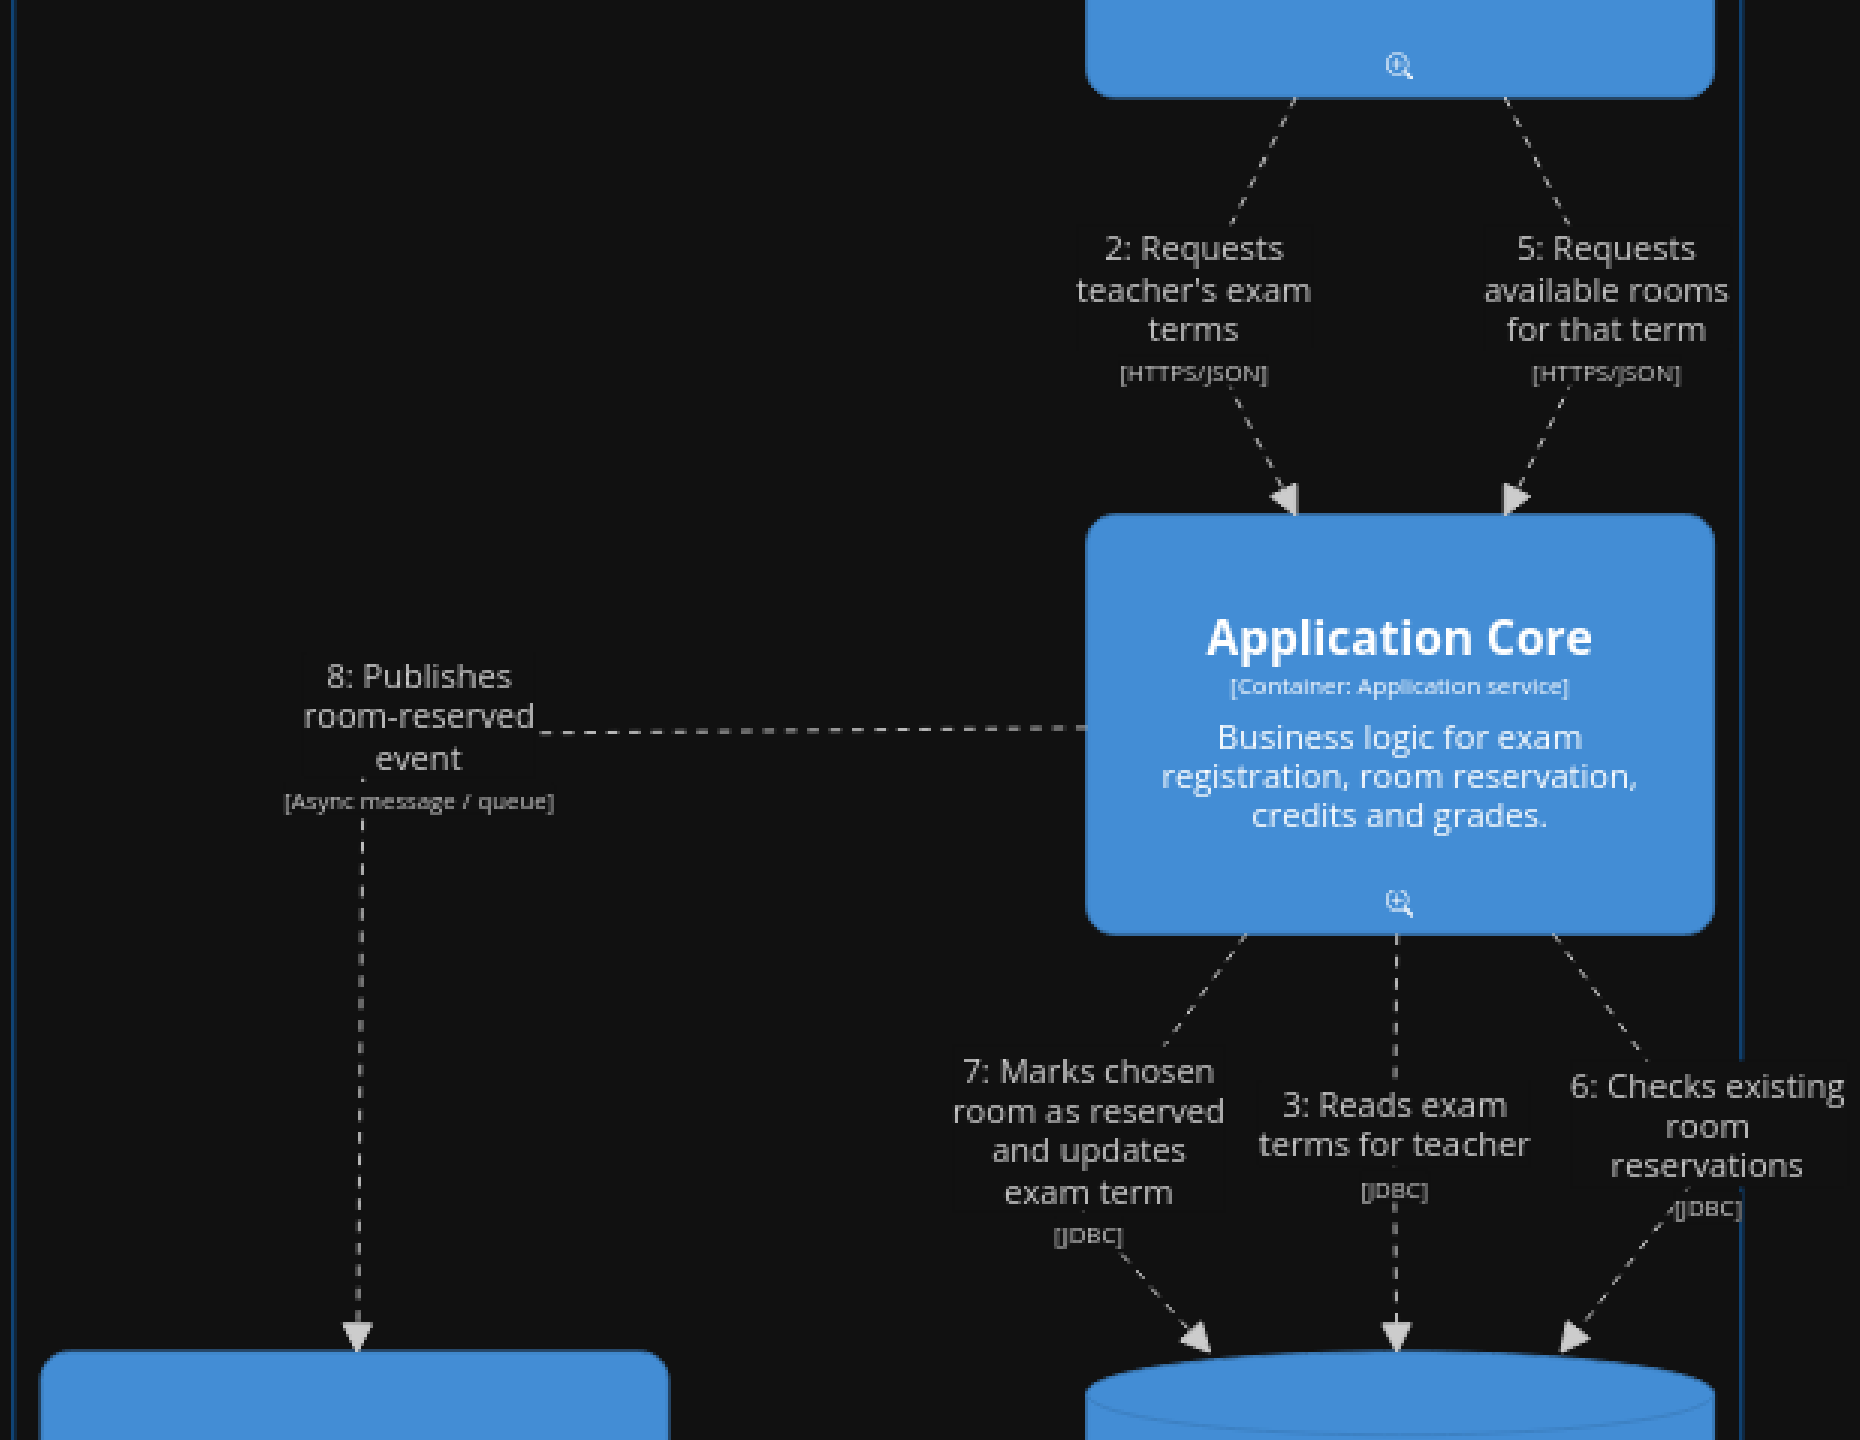 2: Requests
teacher's exam
terms
[HTTPS/JSON]
5: Requests
available rooms
for that term
[HTTPS/JSON]
Application Core
[Container: Application service]
Business logic for exam
registration, room reservation,
credits and grades.
8: Publishes
room-reserved
event
[Async message / queue]
7: Marks chosen
room as reserved
and updates
exam term
[JDBC]
3: Reads exam
terms for teacher
[JDBC]
6: Checks existing
room
reservations
[JDBC]